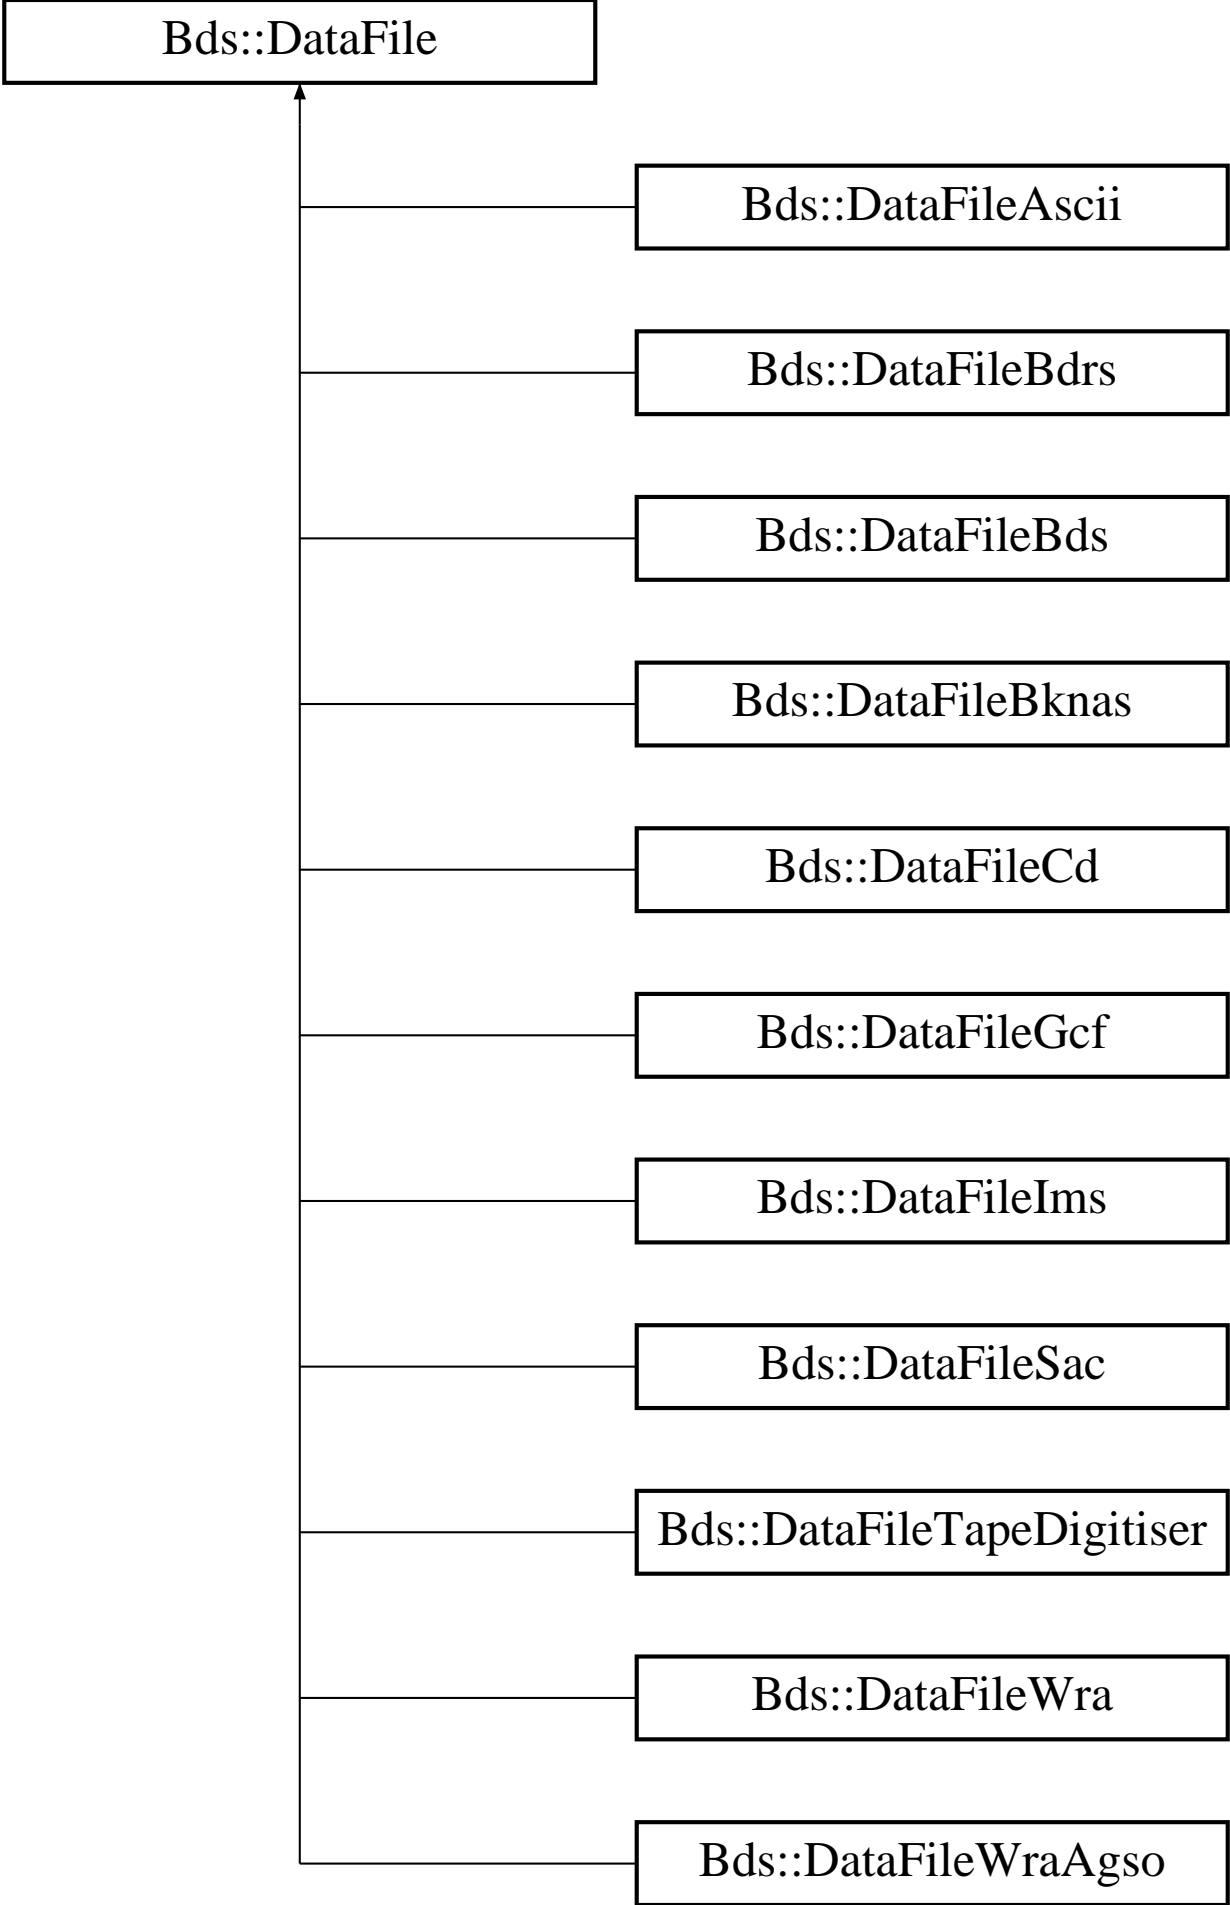 Bds::DataFile
Bds::DataFileAscii
Bds::DataFileBdrs
Bds::DataFileBds
Bds::DataFileBknas
Bds::DataFileCd
Bds::DataFileGcf
Bds::DataFileIms
Bds::DataFileSac
Bds::DataFileTapeDigitiser
Bds::DataFileWra
Bds::DataFileWraAgso